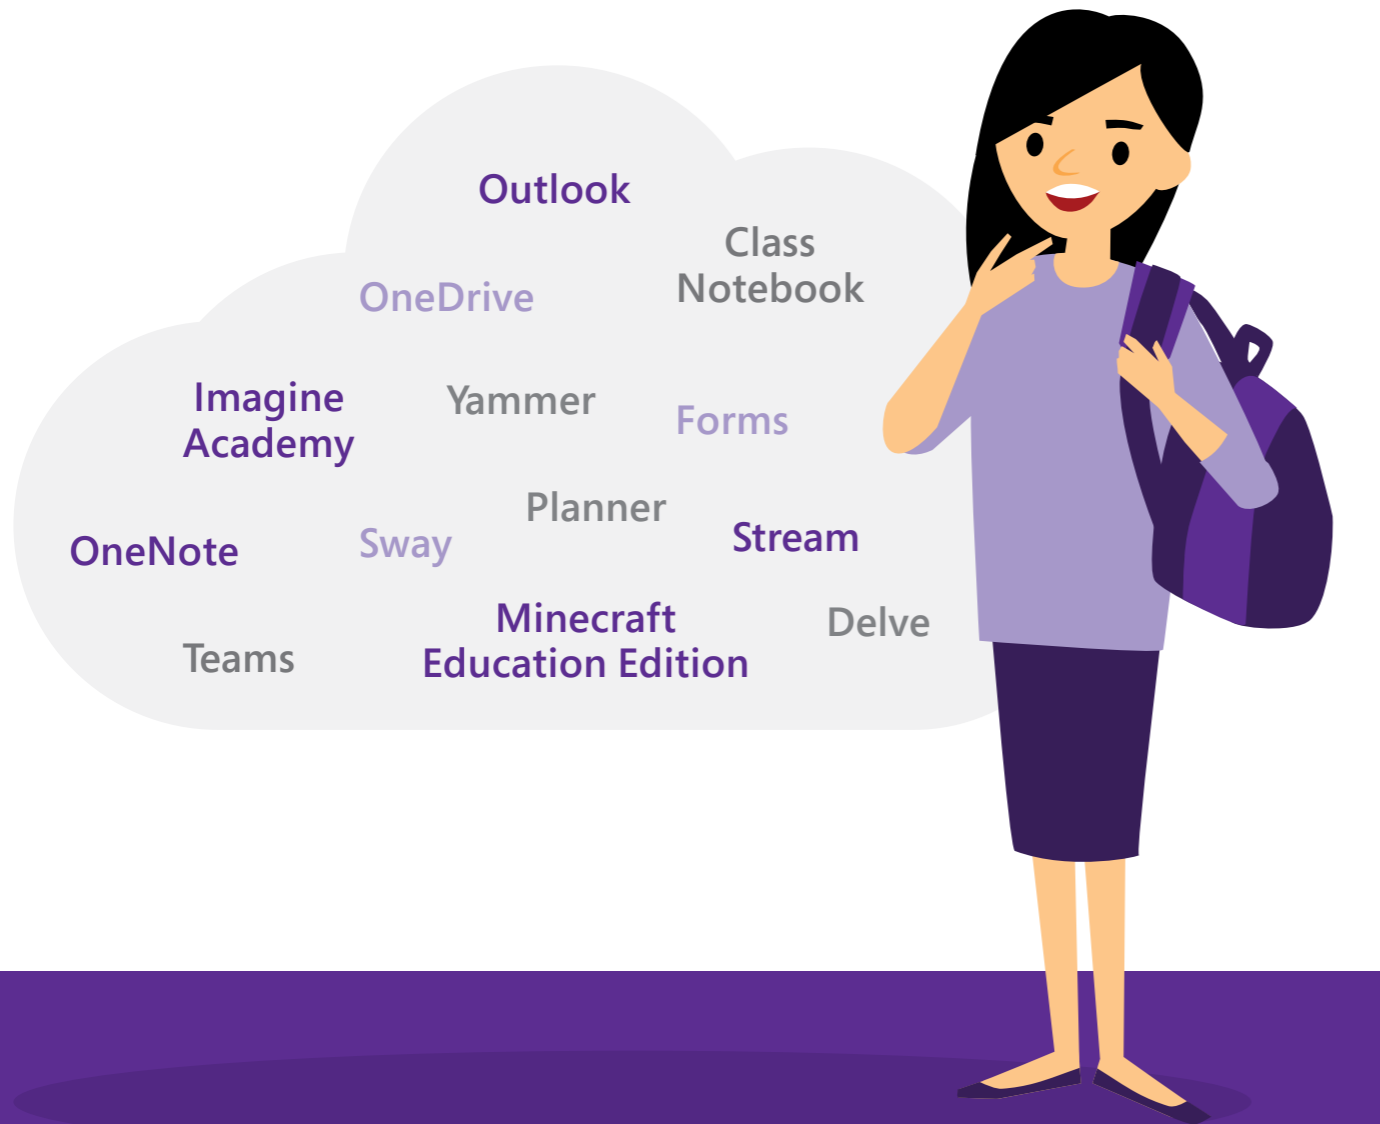 Outlook
Class
Notebook
OneDrive
Imagine
Academy
Yammer
Forms
Planner
Stream
Sway
OneNote
Minecraft
Education Edition
Delve
Teams